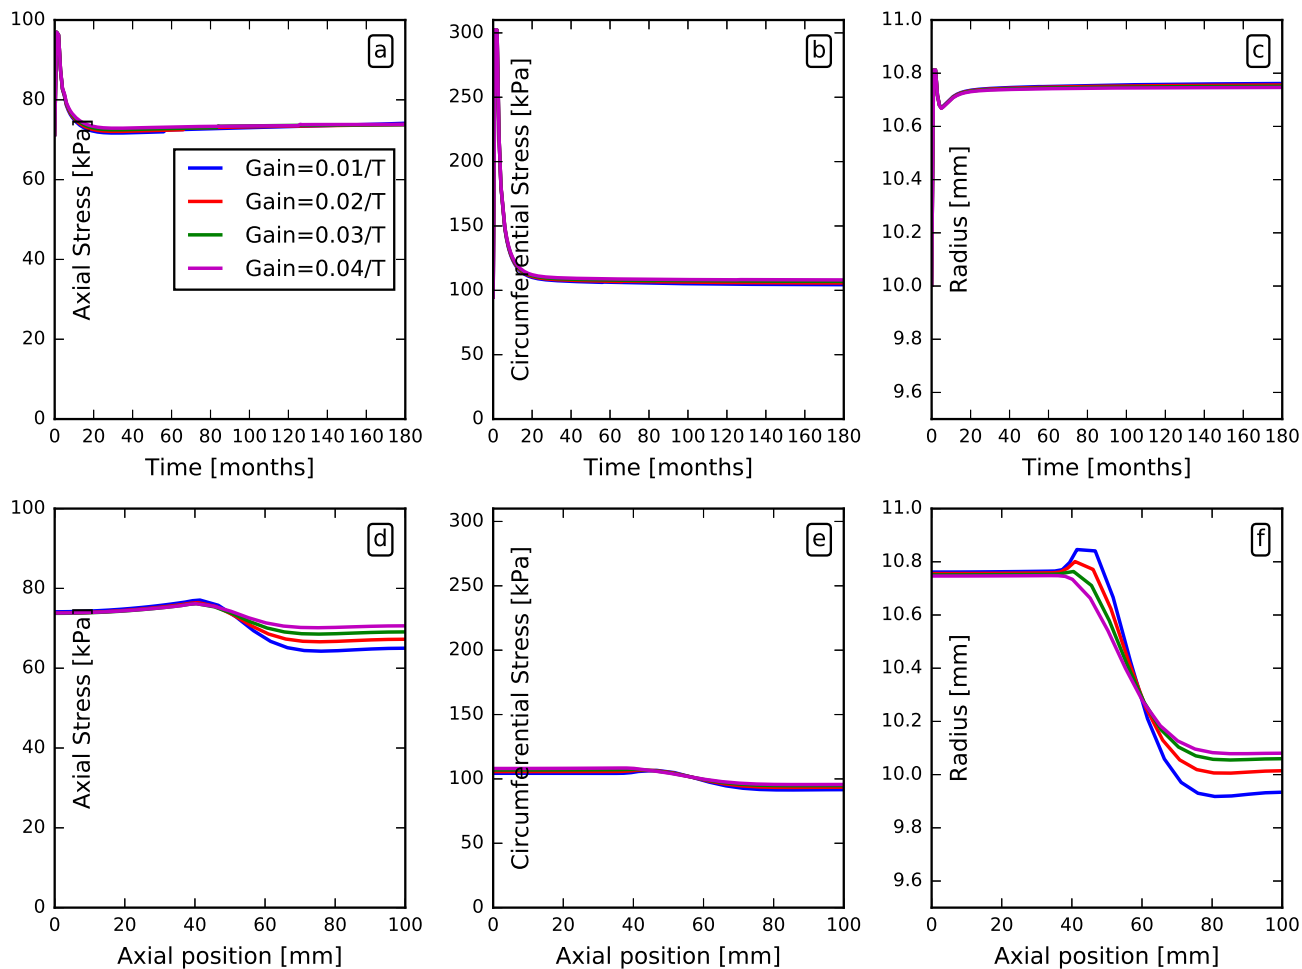 100
80
60
40
20
0
Axial Stress [kPa]
a
Gain=0.01/T
Gain=0.02/T
Gain=0.03/T
Gain=0.04/T
0 20 40 60 80 100 120 140 160 180
Time [months]
300
250
200
150
100
50
0
Circumferential Stress [kPa]
b
0 20 40 60 80 100 120 140 160 180
Time [months]
11.0
10.8
10.6
10.4
10.2
10.0
9.8
9.6
Radius [mm]
c
0 20 40 60 80 100 120 140 160 180
Time [months]
100
80
60
40
20
0
Axial Stress [kPa]
d
0 20 40 60 80 100
Axial position [mm]
300
250
200
150
100
50
0
Circumferential Stress [kPa]
e
0 20 40 60 80 100
Axial position [mm]
11.0
10.8
10.6
10.4
10.2
10.0
9.8
9.6
Radius [mm]
f
0 20 40 60 80 100
Axial position [mm]